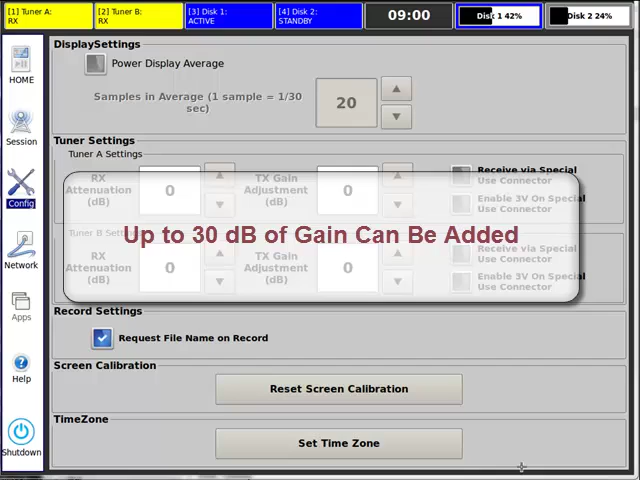 [1] Tuner A:
RX
[2] Tuner B:
RX
[3] Disk 1:
ACTIVE
[4] Disk 2:
STANDBY
09:00
Disk 1 42%
Disk 2 24%
HOME
Session
Config
Network
Apps
Help
Shutdown
DisplaySettings
Power Display Average
Samples in Average (1 sample = 1/30
sec)
20
Tuner Settings
Tuner A Settings
RX
Attenuation
(dB)
0
TX Gain
Adjustment
(dB)
0
Receive via Special
Use Connector
Enable 3V On Special
Use Connector
Up to 30 dB of Gain Can Be Added
Tuner B Settings
RX
Attenuation
(dB)
0
TX Gain
Adjustment
(dB)
0
Receive via Special
Use Connector
Enable 3V On Special
Use Connector
Record Settings
Request File Name on Record
Screen Calibration
Reset Screen Calibration
TimeZone
Set Time Zone